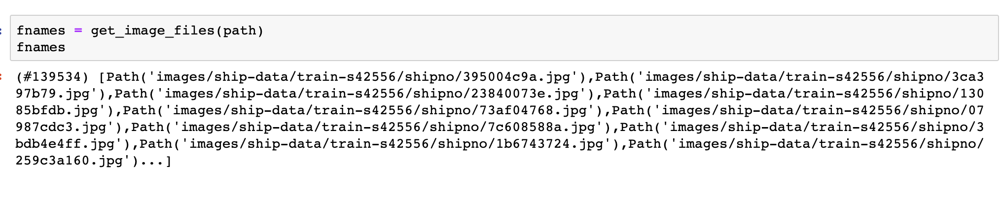 fnames = get_image_files(path)
fnames
(#139534) [Path('images/ship-data/train-s42556/shipno/395004c9a.jpg'),Path('images/ship-data/train-s42556/shipno/3ca3
97b79.jpg'),Path('images/ship-data/train-s42556/shipno/23840073e.jpg'),Path('images/ship-data/train-s42556/shipno/130
85bfdb.jpg'),Path('images/ship-data/train-s42556/shipno/73af04768.jpg'),Path('images/ship-data/train-s42556/shipno/07
987cdc3.jpg'),Path('images/ship-data/train-s42556/shipno/7c608588a.jpg'),Path('images/ship-data/train-s42556/shipno/3
bdb4e4ff.jpg'),Path('images/ship-data/train-s42556/shipno/1b6743724.jpg'),Path('images/ship-data/train-s42556/shipno/
259c3a160.jpg')...]